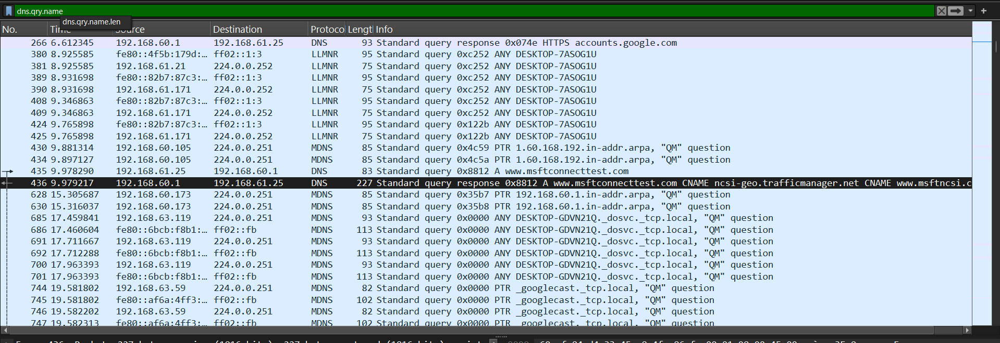 dns.qry.name
dns.qry.name.len
No. Time Source Destination Protocol Length Info
266 6.612345 192.168.60.1 192.168.61.25 DNS 93 Standard query response 0x074e HTTPS accounts.google.com
380 8.925585 fe80::4f5b:179d:… ff02::1:3 LLMNR 95 Standard query 0xc252 ANY DESKTOP-7ASOG1U
381 8.925585 192.168.61.21 224.0.0.252 LLMNR 75 Standard query 0xc252 ANY DESKTOP-7ASOG1U
389 8.931698 fe80::82b7:87c3:… ff02::1:3 LLMNR 95 Standard query 0xc252 ANY DESKTOP-7ASOG1U
390 8.931698 192.168.61.171 224.0.0.252 LLMNR 75 Standard query 0xc252 ANY DESKTOP-7ASOG1U
408 9.346863 fe80::82b7:87c3:… ff02::1:3 LLMNR 95 Standard query 0xc252 ANY DESKTOP-7ASOG1U
409 9.346863 192.168.61.171 224.0.0.252 LLMNR 75 Standard query 0xc252 ANY DESKTOP-7ASOG1U
424 9.765898 fe80::82b7:87c3:… ff02::1:3 LLMNR 95 Standard query 0x122b ANY DESKTOP-7ASOG1U
425 9.765898 192.168.61.171 224.0.0.252 LLMNR 75 Standard query 0x122b ANY DESKTOP-7ASOG1U
430 9.881314 192.168.60.105 224.0.0.251 MDNS 85 Standard query 0x4c59 PTR 1.60.168.192.in-addr.arpa, "QM" question
434 9.897127 192.168.60.105 224.0.0.251 MDNS 85 Standard query 0x4c5a PTR 1.60.168.192.in-addr.arpa, "QM" question
435 9.978290 192.168.61.25 192.168.60.1 DNS 83 Standard query 0x8812 A www.msftconnecttest.com
436 9.979217 192.168.60.1 192.168.61.25 DNS 227 Standard query response 0x8812 A www.msftconnecttest.com CNAME ncsi-geo.trafficmanager.net CNAME www.msftncsi.c
628 15.305687 192.168.60.173 224.0.0.251 MDNS 85 Standard query 0x35b7 PTR 192.168.60.1.in-addr.arpa, "QM" question
630 15.316037 192.168.60.173 224.0.0.251 MDNS 85 Standard query 0x35b8 PTR 192.168.60.1.in-addr.arpa, "QM" question
685 17.459841 192.168.63.119 224.0.0.251 MDNS 93 Standard query 0x0000 ANY DESKTOP-GDVN21Q._dosvc._tcp.local, "QM" question
686 17.460604 fe80::6bcb:f8b1:… ff02::fb MDNS 113 Standard query 0x0000 ANY DESKTOP-GDVN21Q._dosvc._tcp.local, "QM" question
691 17.711667 192.168.63.119 224.0.0.251 MDNS 93 Standard query 0x0000 ANY DESKTOP-GDVN21Q._dosvc._tcp.local, "QM" question
692 17.712288 fe80::6bcb:f8b1:… ff02::fb MDNS 113 Standard query 0x0000 ANY DESKTOP-GDVN21Q._dosvc._tcp.local, "QM" question
700 17.963393 192.168.63.119 224.0.0.251 MDNS 93 Standard query 0x0000 ANY DESKTOP-GDVN21Q._dosvc._tcp.local, "QM" question
701 17.963393 fe80::6bcb:f8b1:… ff02::fb MDNS 113 Standard query 0x0000 ANY DESKTOP-GDVN21Q._dosvc._tcp.local, "QM" question
744 19.581802 192.168.63.59 224.0.0.251 MDNS 82 Standard query 0x0000 PTR _googlecast._tcp.local, "QM" question
745 19.581802 fe80::af6a:4ff3:… ff02::fb MDNS 102 Standard query 0x0000 PTR _googlecast._tcp.local, "QM" question
746 19.582202 192.168.63.59 224.0.0.251 MDNS 82 Standard query 0x0000 PTR _googlecast._tcp.local, "QM" question
747 19.582313 fe80::af6a:4ff3:… ff02::fb MDNS 102 Standard query 0x0000 PTR _googlecast._tcp.local, "QM" question